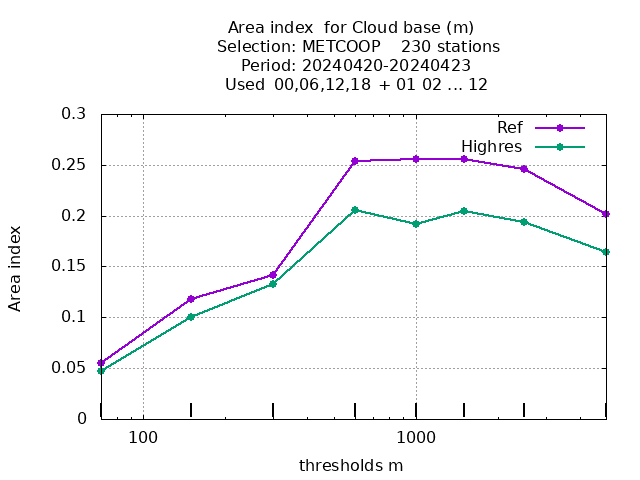 Area index  for Cloud base (m)
Selection: METCOOP    230 stations
Period: 20240420-20240423
Used  00,06,12,18 + 01 02 ... 12
Ref
Highres
0.3
0.25
0.2
0.15
0.1
0.05
0
Area index
100
1000
thresholds m